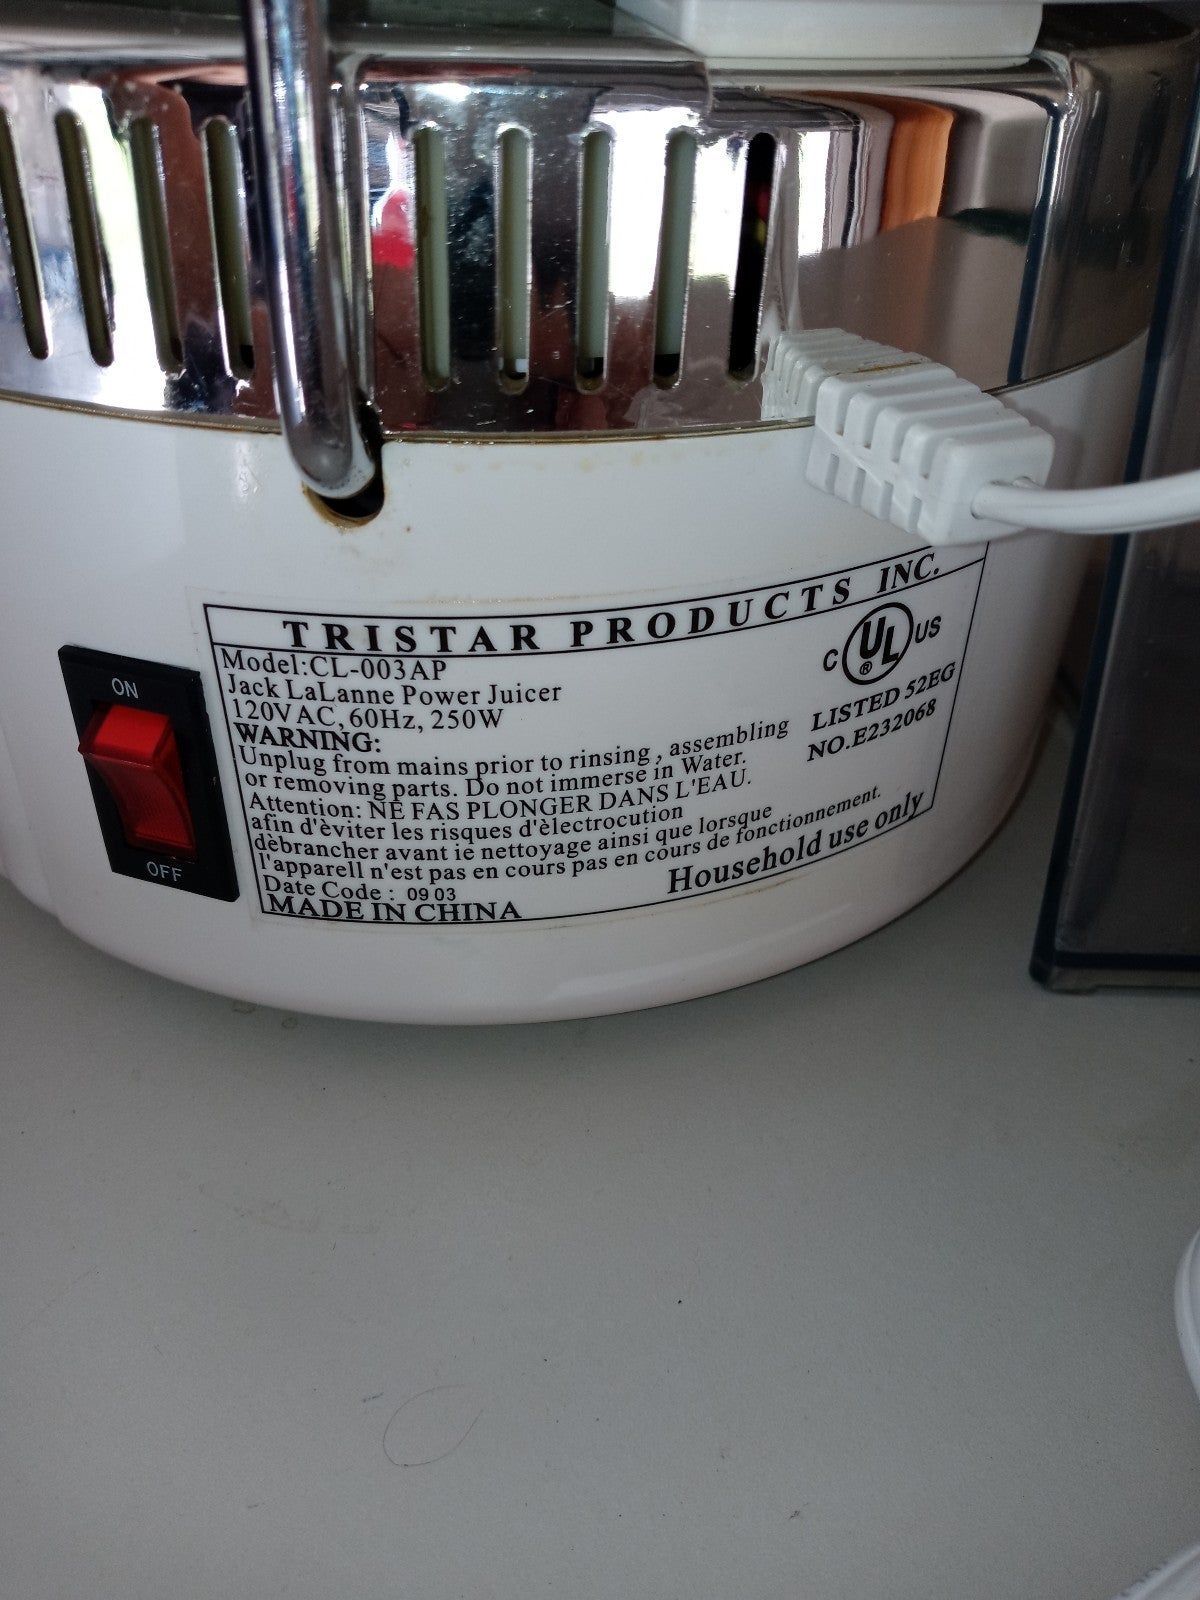 TRISTAR PRODUCTS INC.
Model:CL-003AP
Jack LaLanne Power Juicer
120VAC, 60Hz, 250W
WARNING:
Unplug from mains prior to rinsing, assembling
or removing parts. Do not immerse in Water.
Attention: NE FAS PLONGER DANS L'EAU.
afin d'èviter les risques d'èlectrocution
dèbrancher avant ie nettoyage ainsi que lorsque
l'apparell n'est pas en cours pas en cours de fonctionnement.
Date Code: 09 03
MADE IN CHINA
Household use only
C UL® US
LISTED 52EG
NO.E232068
ON
OFF